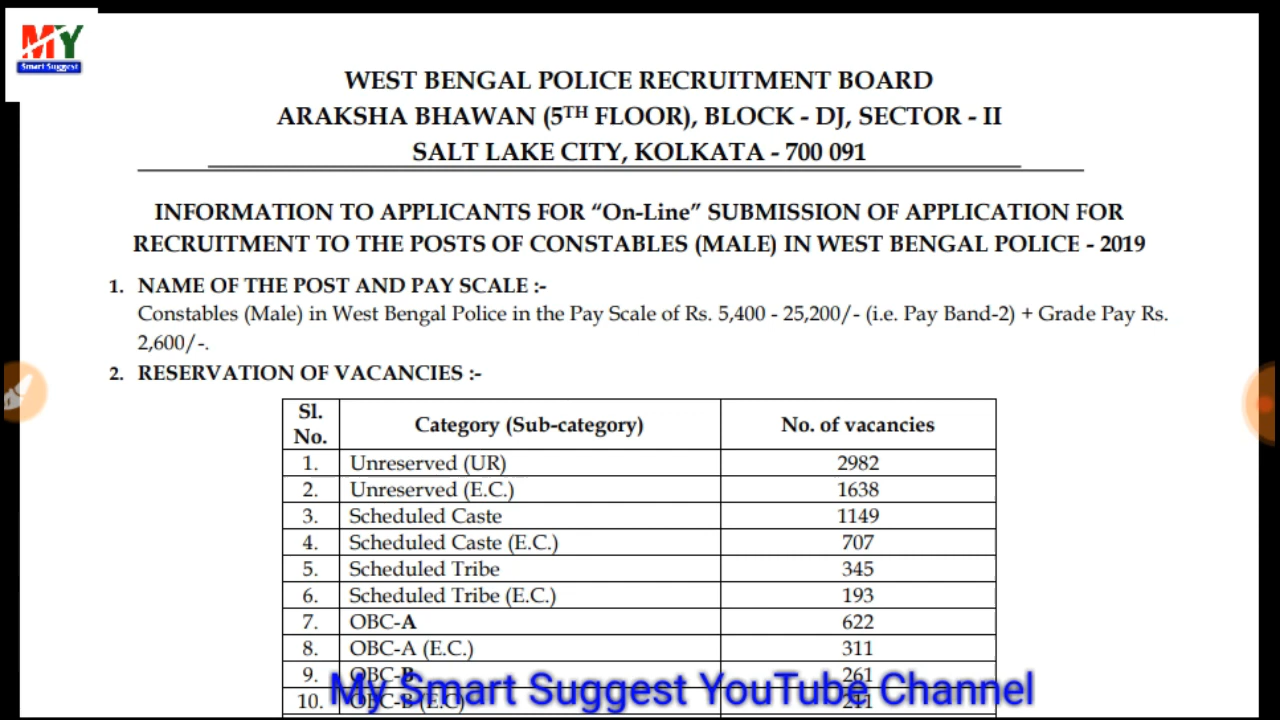 MY
Smart Suggest
WEST BENGAL POLICE RECRUITMENT BOARD
ARAKSHA BHAWAN (5TH FLOOR), BLOCK - DJ, SECTOR - II
SALT LAKE CITY, KOLKATA - 700 091
INFORMATION TO APPLICANTS FOR “On-Line” SUBMISSION OF APPLICATION FOR
RECRUITMENT TO THE POSTS OF CONSTABLES (MALE) IN WEST BENGAL POLICE - 2019
1. NAME OF THE POST AND PAY SCALE :-
Constables (Male) in West Bengal Police in the Pay Scale of Rs. 5,400 - 25,200/- (i.e. Pay Band-2) + Grade Pay Rs.
2,600/-.
2. RESERVATION OF VACANCIES :-
Sl. No. Category (Sub-category) No. of vacancies
1. Unreserved (UR) 2982
2. Unreserved (E.C.) 1638
3. Scheduled Caste 1149
4. Scheduled Caste (E.C.) 707
5. Scheduled Tribe 345
6. Scheduled Tribe (E.C.) 193
7. OBC-A 622
8. OBC-A (E.C.) 311
9. OBC-B 261
10. OBC-B (E.C) 211
My Smart Suggest YouTube Channel